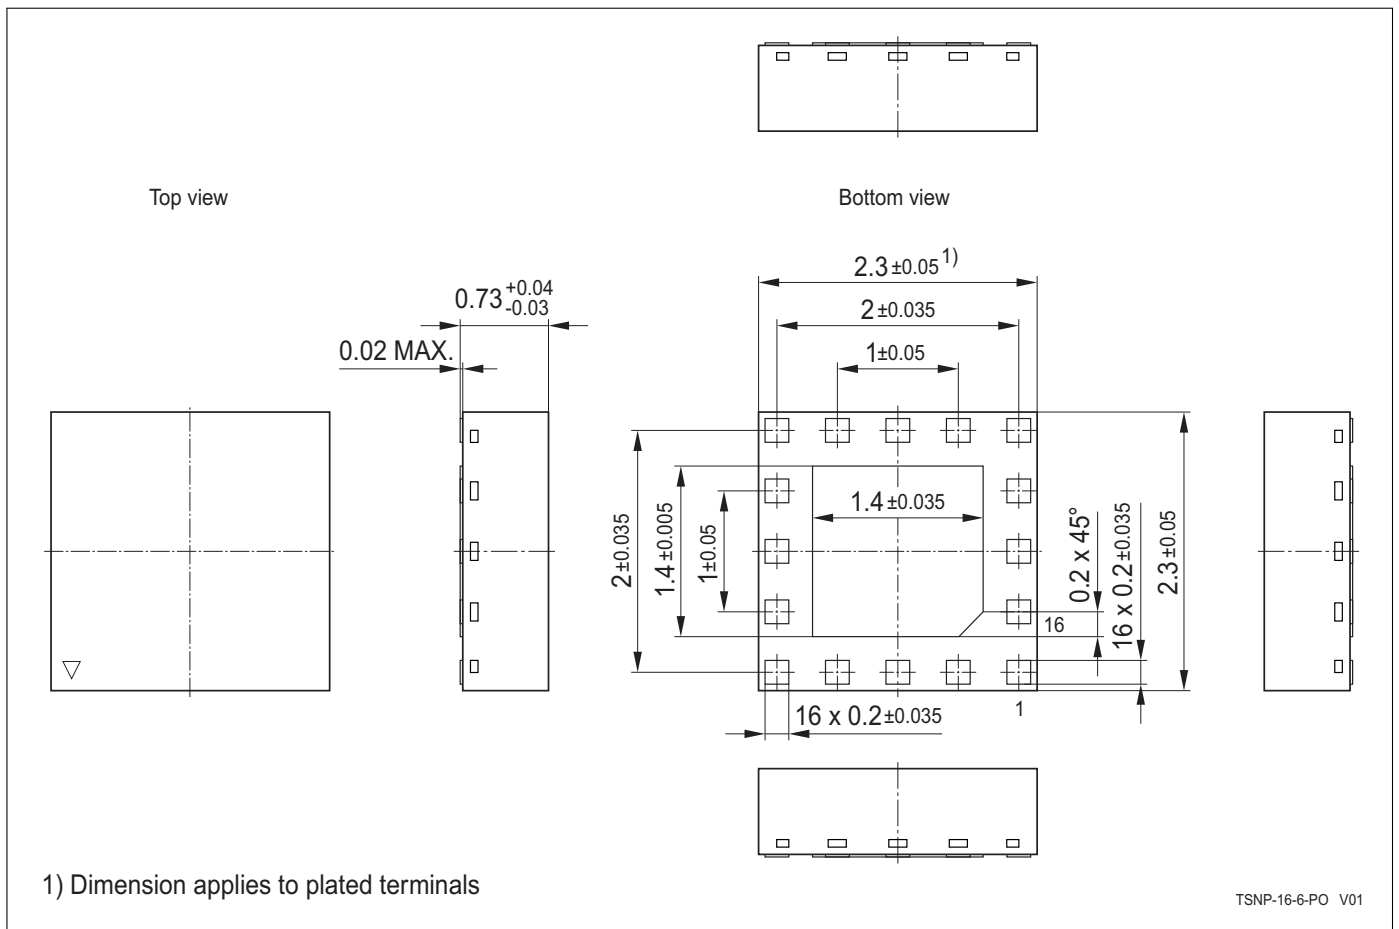 Top view
Bottom view
2.3 ±0.05 1)
0.73 +0.04 -0.03
2 ±0.035
0.02 MAX.
1±0.05
2±0.035
1.4 ±0.005
1±0.05
1.4 ±0.035
0.2 x 45°
16 x 0.2±0.035
2.3±0.05
16
16 x 0.2±0.035
1
1) Dimension applies to plated terminals
TSNP-16-6-PO V01